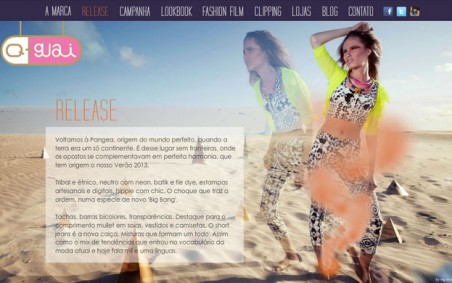 A MARCA RELEASE CAMPANHA LOOKBOOK FASHION FILM CLIPPING LOJAS BLOG CONTATO
a-guai
RELEASE
Voltamos à Pangea, origem do mundo perfeito, quando a
terra era um só continente. É desse lugar sem fronteiras, onde
os opostos se complementavam em perfeita harmonia, que
tem origem o nosso Verão 2013.
Tribal e étnico, neutro com neon, batik e tie dye, estampas
artesanais e digitais, hippie com chic. O choque que traz a
ordem, numa espécie de novo 'Big Bang'.
Tachas, barras bicolores, transparências. Destaque para o
comprimento mullet em saias, vestidos e camisetas. O short
jeans é a nova calça. Misturas que formam um todo. Assim
como o mix de tendências que entrou no vocabulário da
moda atual e hoje fala mil e uma línguas.